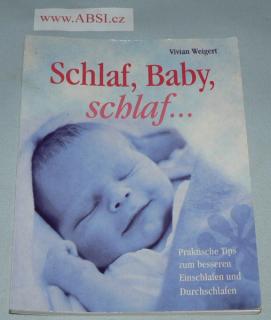 www.ABSI.cz
Vivian Weigert
Schlaf, Baby,
schlaf...
Praktische Tips
zum besseren
Einschlafen und
Durchschlafen